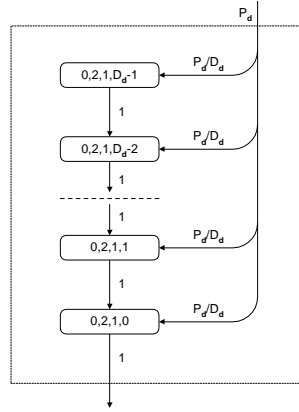 P_d
P_d/D_d
0,2,1,D_d-1
1
P_d/D_d
0,2,1,D_d-2
1
1
P_d/D_d
0,2,1,1
1
P_d/D_d
0,2,1,0
1